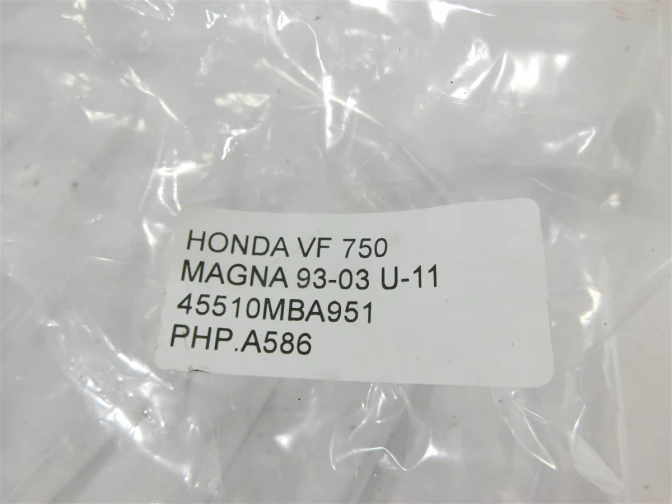 HONDA VF 750
MAGNA 93-03 U-11
45510MBA951
PHP.A586